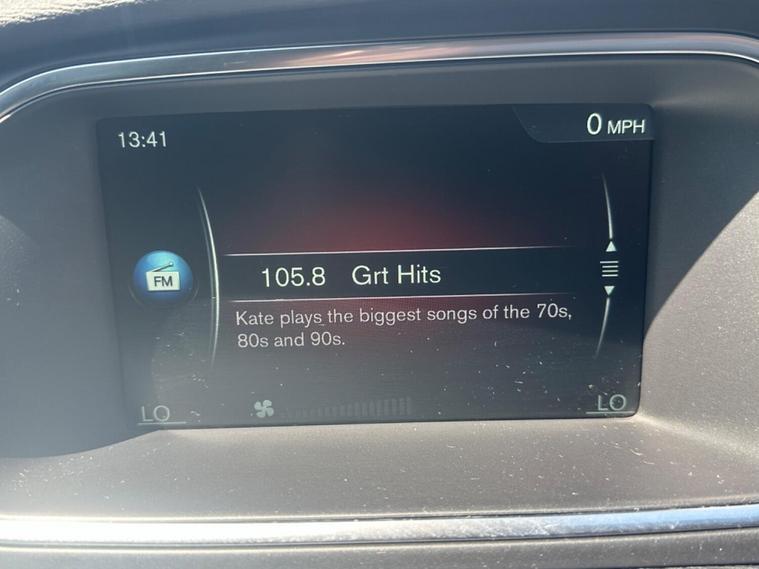 13:41
0 MPH
FM
105.8 Grt Hits
Kate plays the biggest songs of the 70s,
80s and 90s.
LO
LO